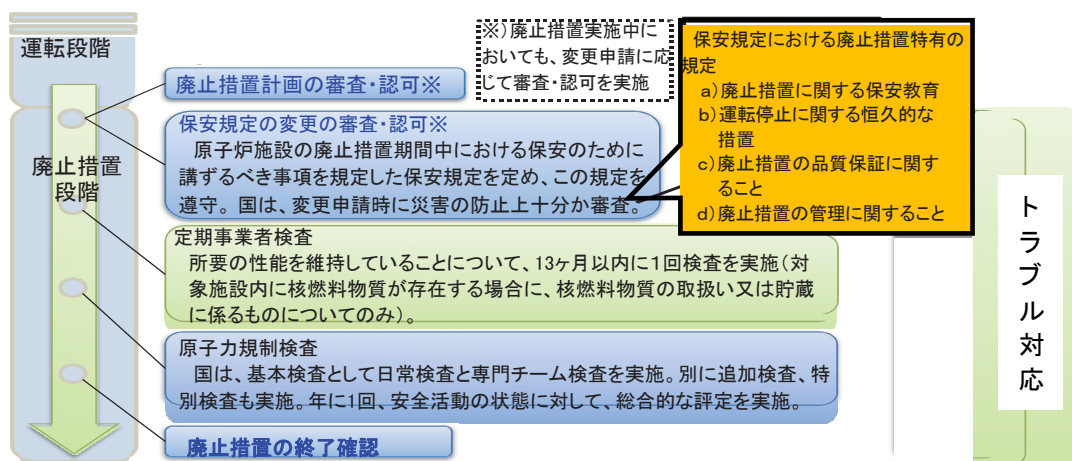 運転段階
廃止措置
段階
廃止措置計画の審査・認可※
※）廃止措置実施中に
おいても、変更申請に応
じて審査・認可を実施
保安規定の変更の審査・認可※
原子炉施設の廃止措置期間中における保安のために
講ずるべき事項を規定した保安規定を定め、この規定を
遵守。国は、変更申請時に災害の防止上十分か審査。
保安規定における廃止措置特有の
規定
a）廃止措置に関する保安教育
b）運転停止に関する恒久的な
措置
c）廃止措置の品質保証に関す
ること
d）廃止措置の管理に関すること
定期事業者検査
所要の性能を維持していることについて、13ヶ月以内に１回検査を実施（対
象施設内に核燃料物質が存在する場合に、核燃料物質の取扱い又は貯蔵
に係るものについてのみ）。
原子力規制検査
国は、基本検査として日常検査と専門チーム検査を実施。別に追加検査、特
別検査も実施。年に1回、安全活動の状態に対して、総合的な評定を実施。
廃止措置の終了確認
トラブル対応